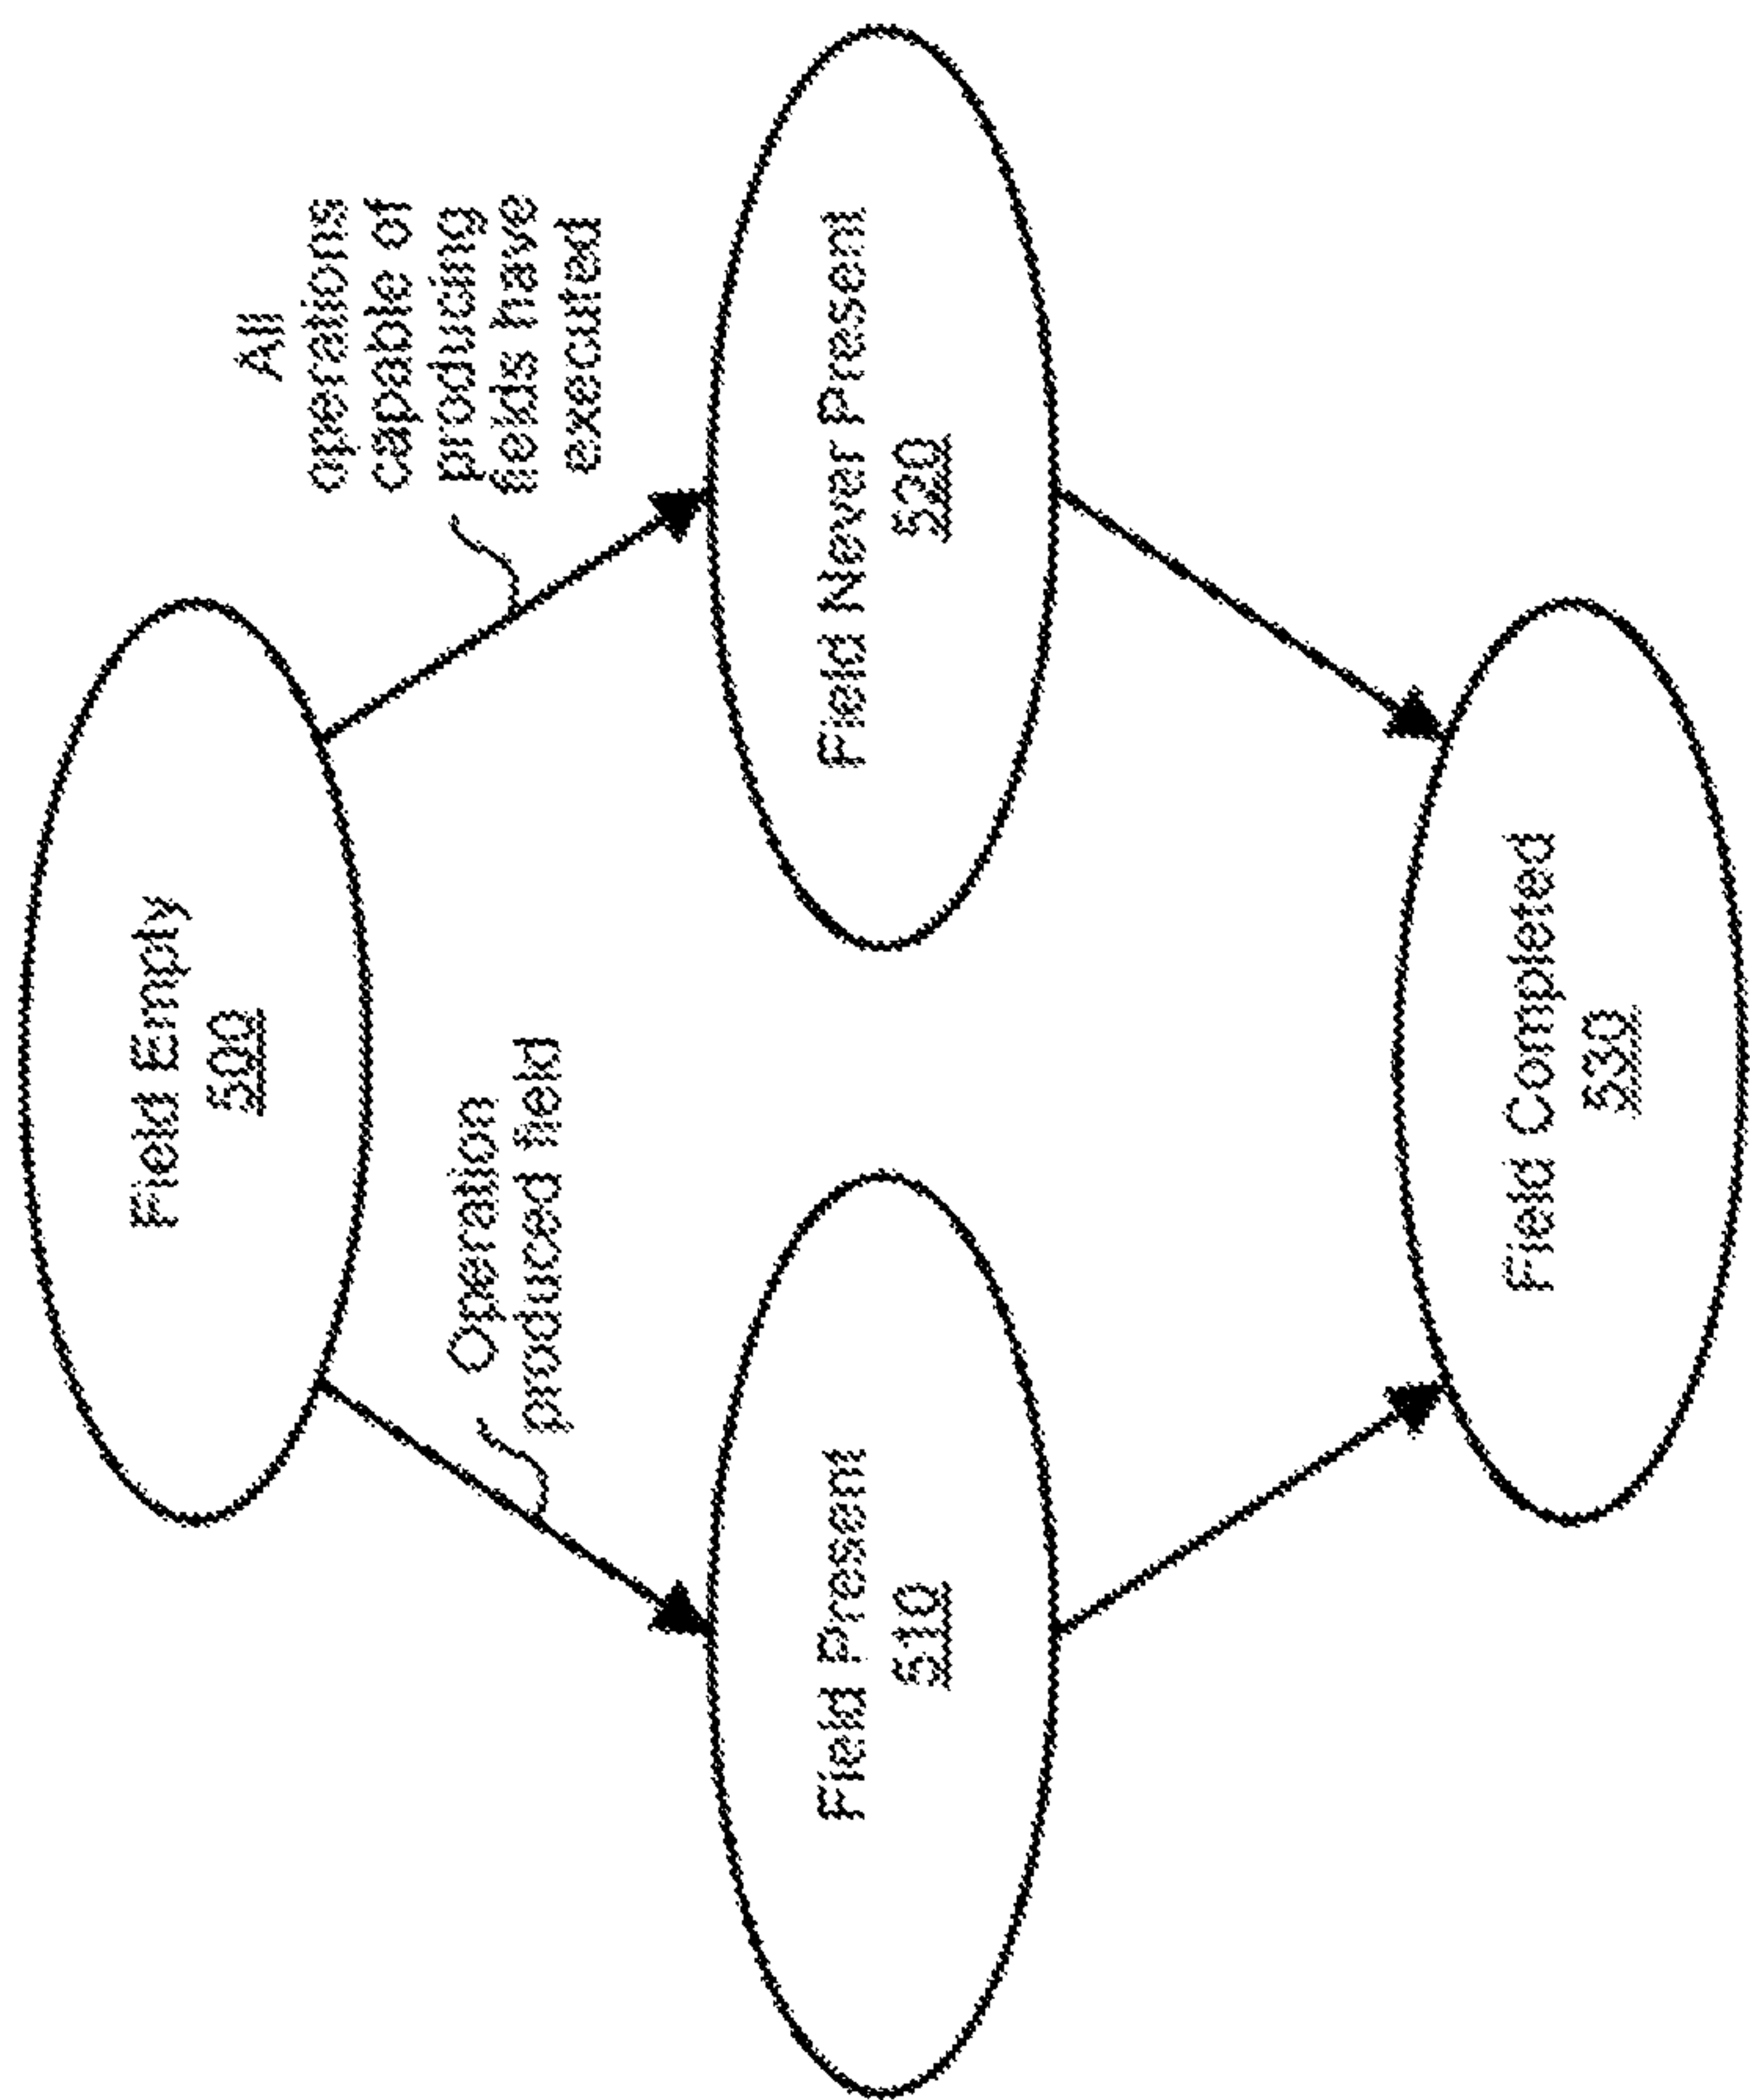 Field Empty
500
All
operations
capable of
producing
fields have
executed
Operation
produced field
Field Never Present
520
Field Present
510
Field Completed
530